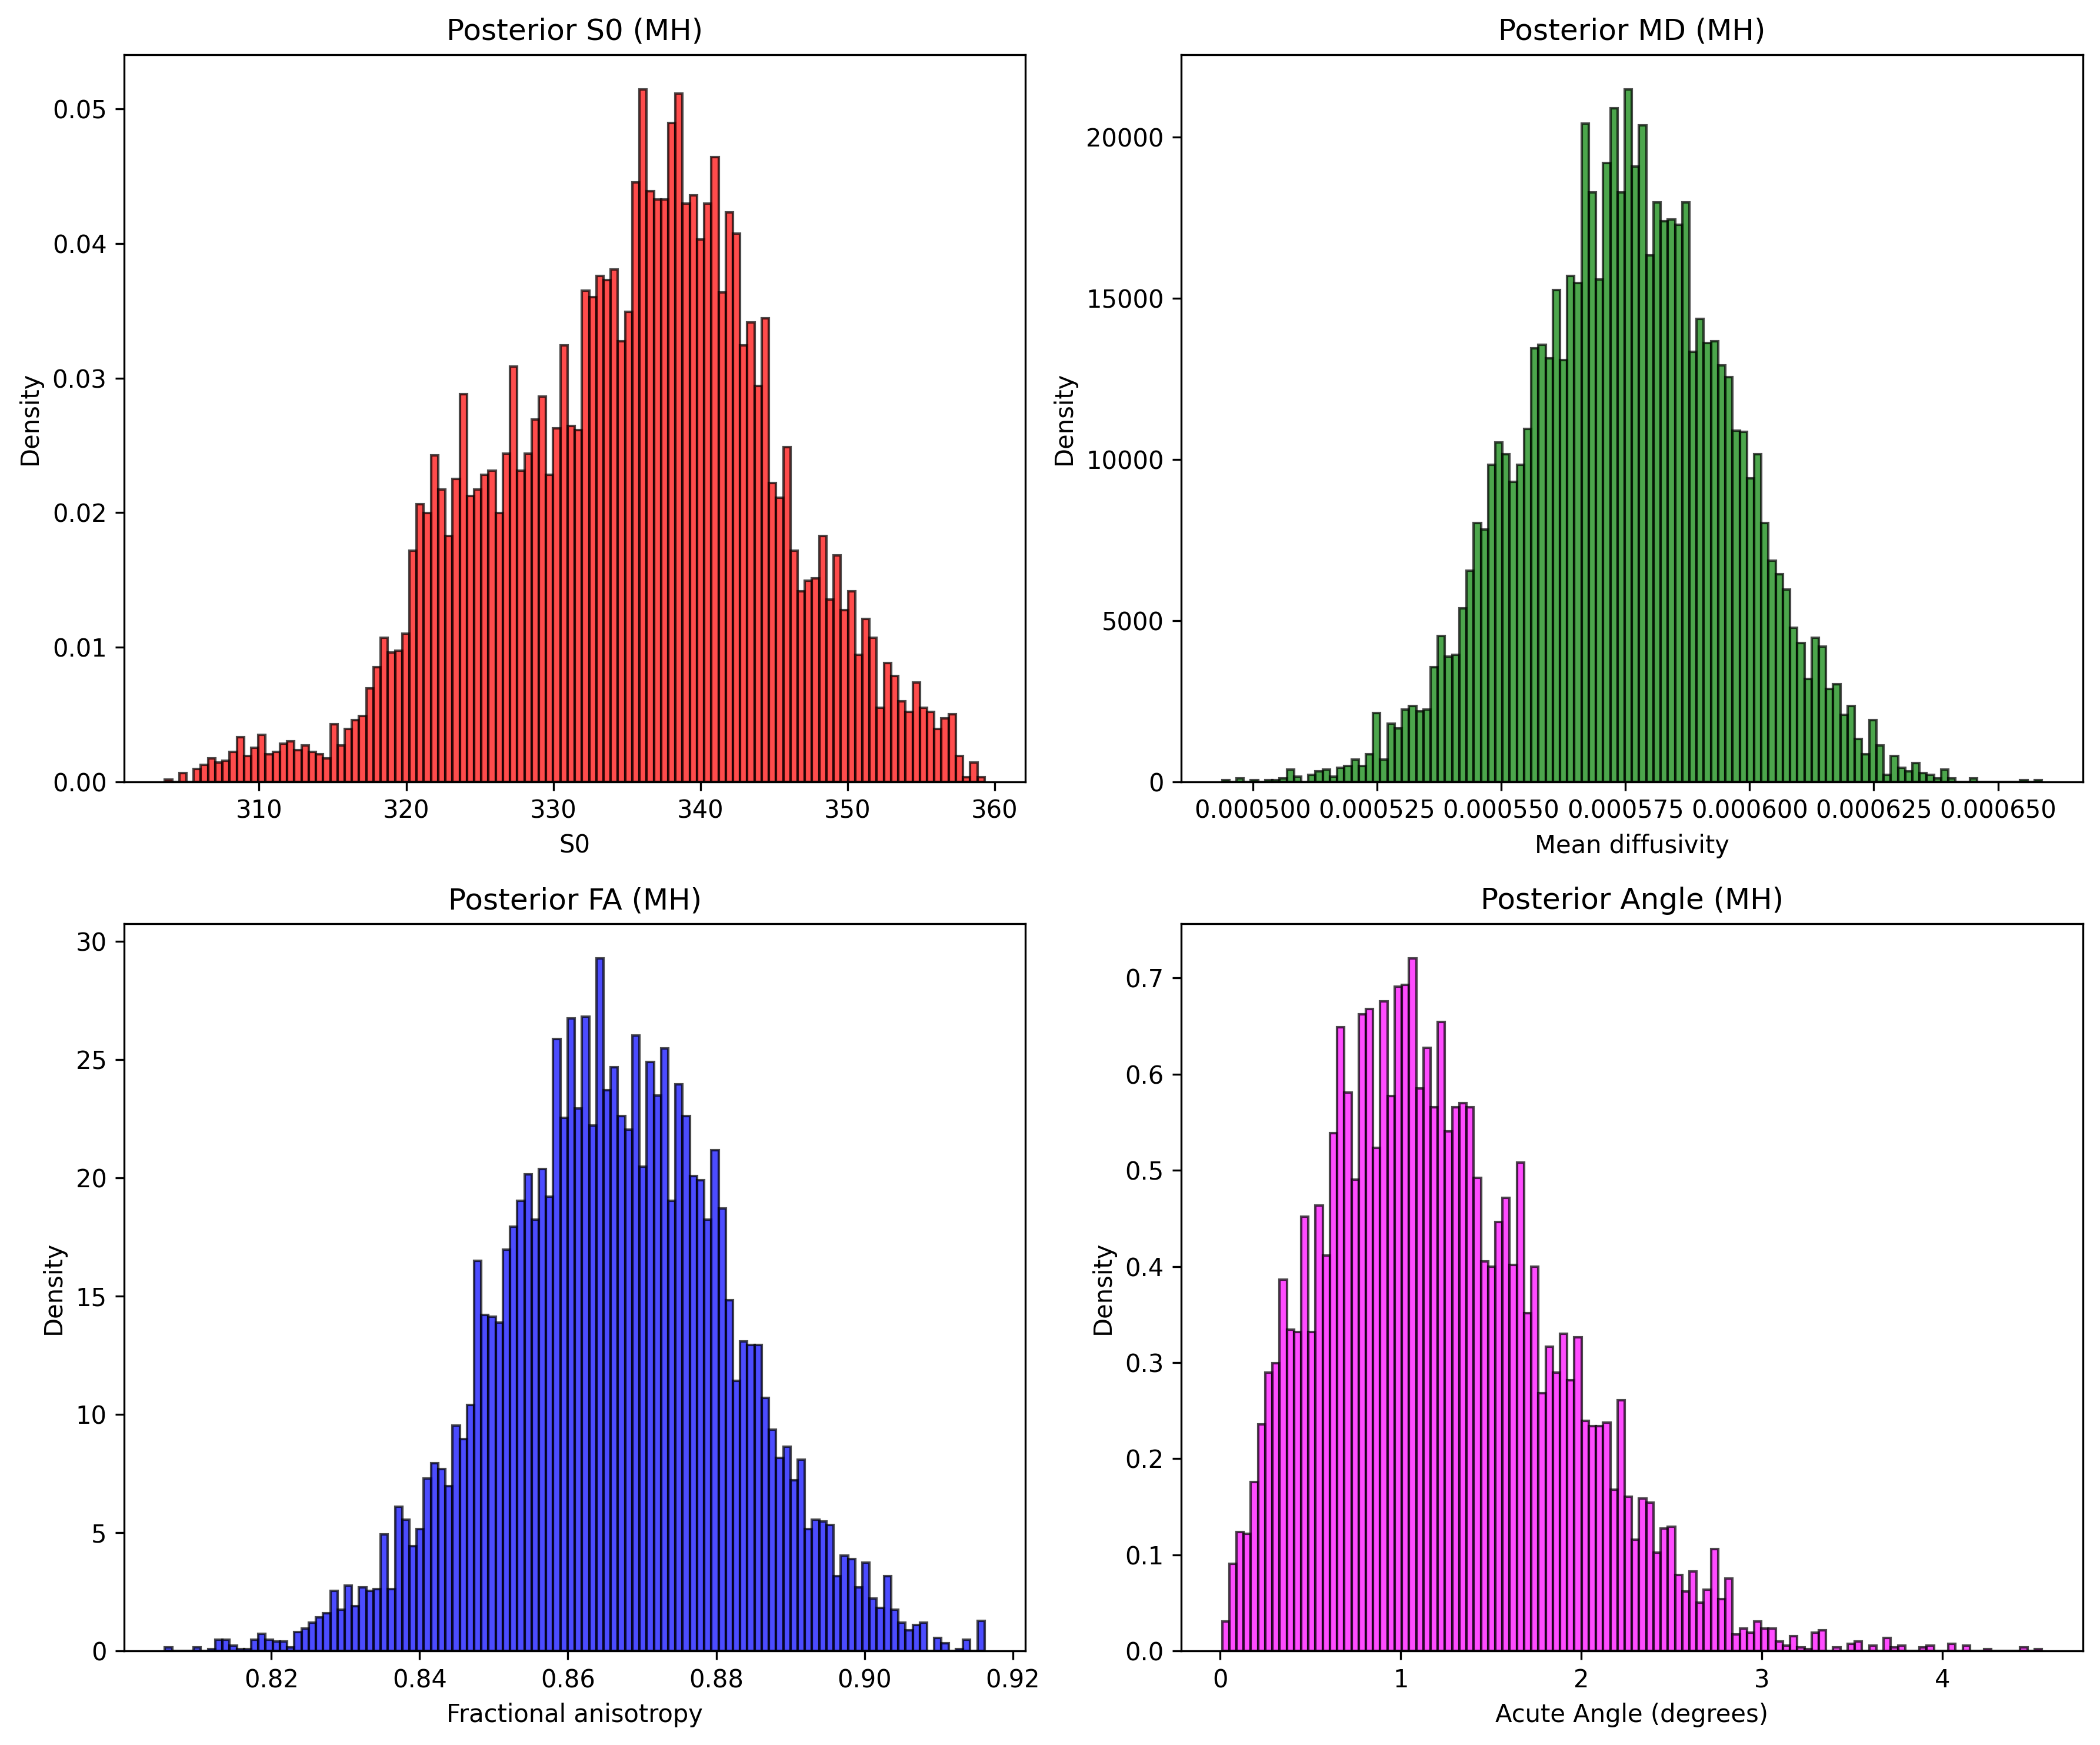 Posterior S0 (MH)
Density
0.05
0.04
0.03
0.02
0.01
0.00
310 320 330 340 350 360
S0
Posterior MD (MH)
Density
20000
15000
10000
5000
0
0.000500 0.000525 0.000550 0.000575 0.000600 0.000625 0.000650
Mean diffusivity
Posterior FA (MH)
Density
30
25
20
15
10
5
0
0.82 0.84 0.86 0.88 0.90 0.92
Fractional anisotropy
Posterior Angle (MH)
Density
0.7
0.6
0.5
0.4
0.3
0.2
0.1
0.0
0 1 2 3 4
Acute Angle (degrees)